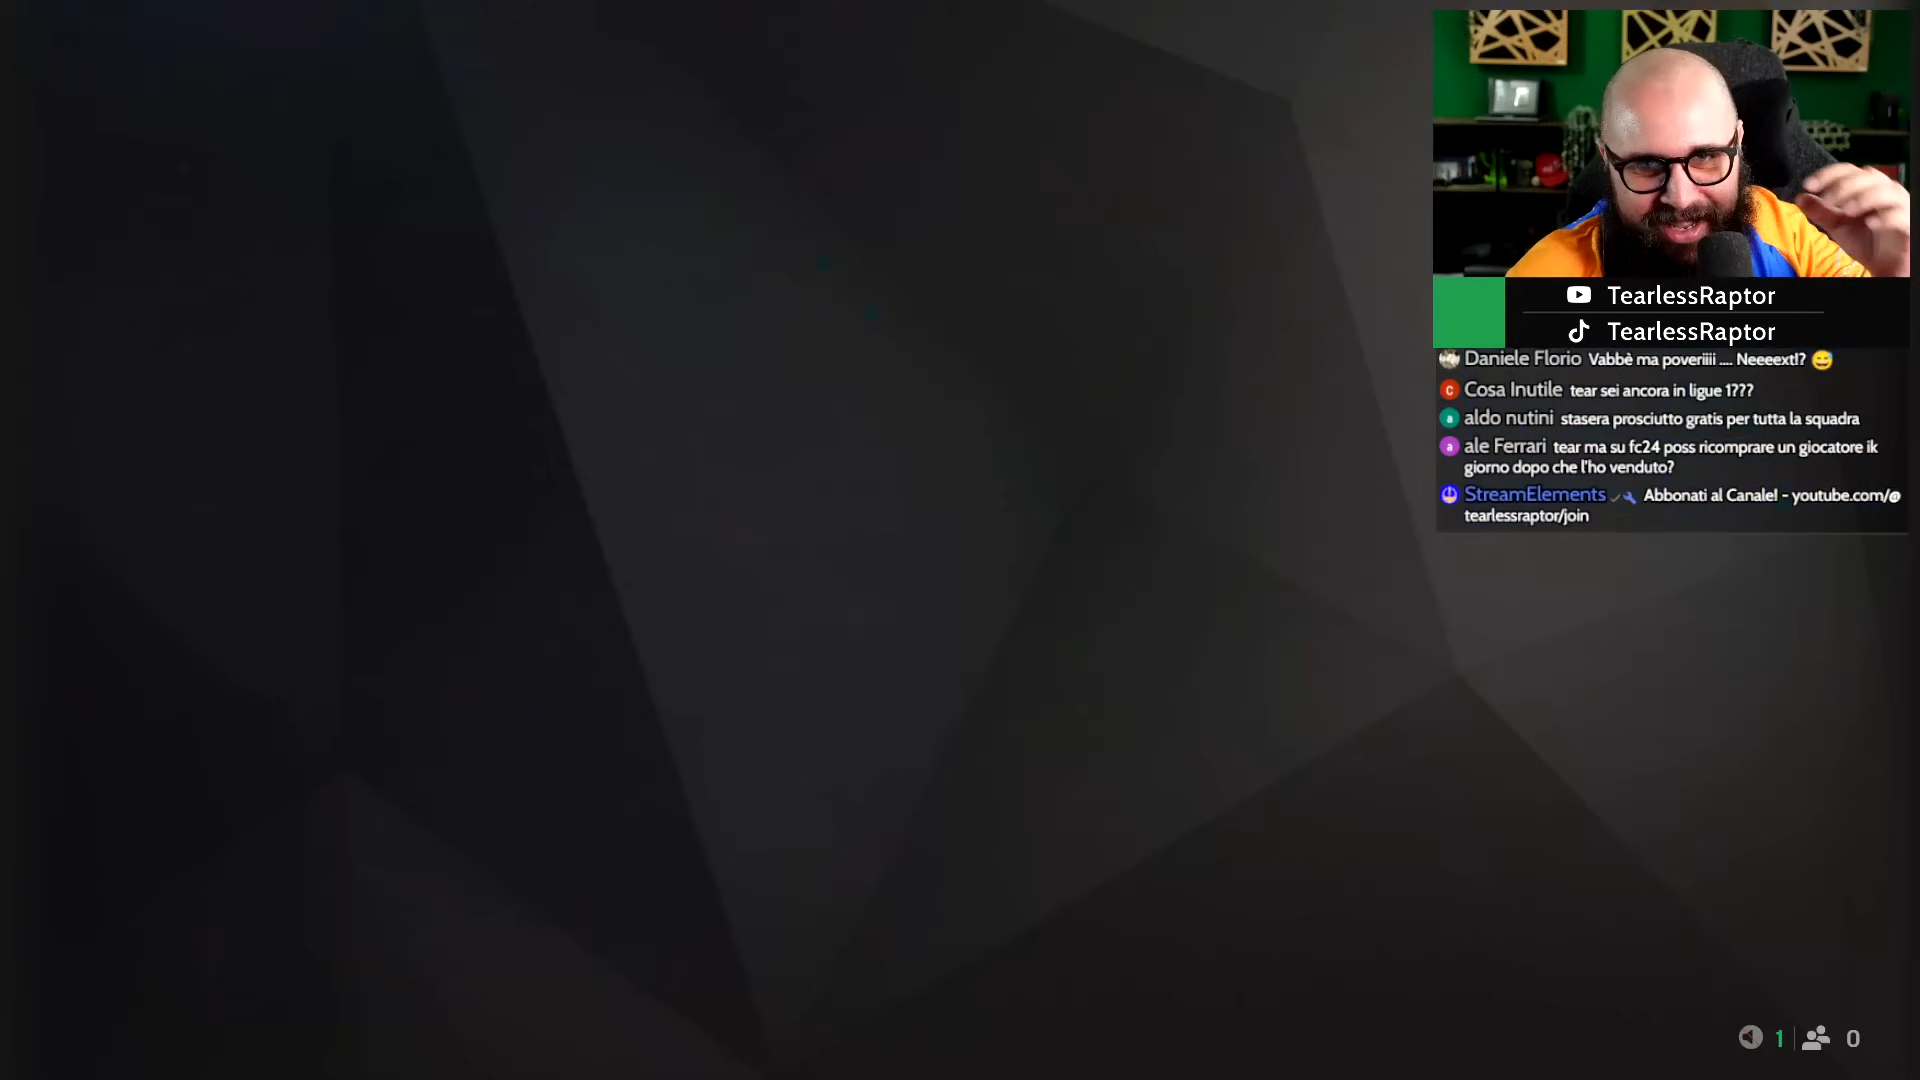 TearlessRaptor
TearlessRaptor
Daniele Florio Vabbè ma poveriiii .... Neeeext!? 😅
Cosa Inutile tear sei ancora in ligue 1???
aldo nutini stasera prosciutto gratis per tutta la squadra
ale Ferrari tear ma su fc24 poss ricomprare un giocatore ik
giorno dopo che l'ho venduto?
StreamElements Abbonati al Canale! - youtube.com/@
tearlessraptor/join
1 0